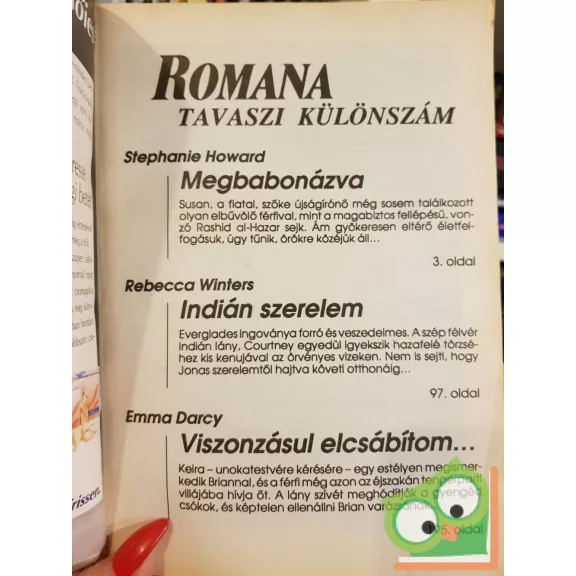 ROMANA
TAVASZI KÜLÖNSZÁM
Stephanie Howard
Megbabonázva
Susan, a fiatal, szőke újságírónő még sosem találkozott
olyan elbűvölő férfival, mint a magabiztos fellépésű, von-
zó Rashid al-Hazar sejk. Ám gyökeresen eltérő életfel-
fogásuk, úgy tűnik, örökre közéjük áll...
3. oldal
Rebecca Winters
Indián szerelem
Everglades ingoványa forró és veszedelmes. A szép félvér
indián lány, Courtney egyedül igyekszik hazafelé törzsé-
hez kis kenujával az örvényes vizeken. Nem is sejti, hogy
Jonas szerelemtől hajtva követi otthonáig...
97. oldal
Emma Darcy
Viszonzásul elcsábítom...
Keira – unokatestvére kérésére – egy estélyen megismer-
kedik Briannal, és a férfi még azon az éjszakán tengerparti
villájába hívja őt. A lány szívét meghódítják a gyengéd
csókok, és képtelen ellenállni Brian varázsának
195. oldal
frissen.